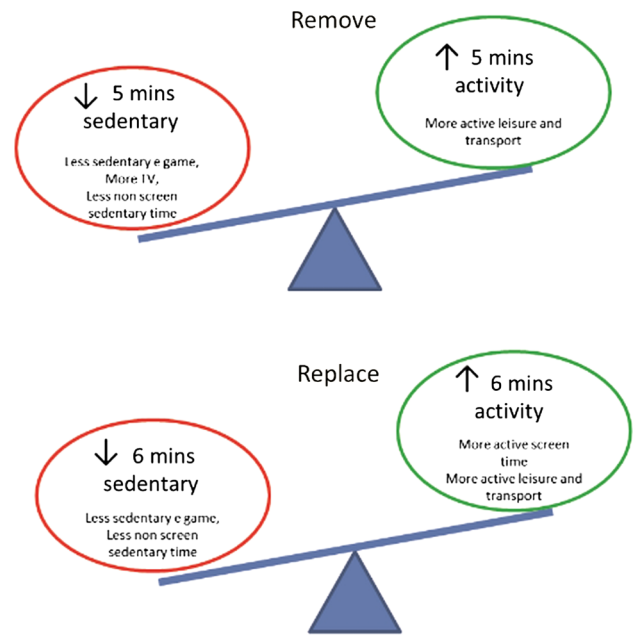 Remove
↓ 5 mins
sedentary
Less sedentary e game,
More TV,
Less non screen
sedentary time
↑ 5 mins
activity
More active leisure and
transport
Replace
↓ 6 mins
sedentary
Less sedentary e game,
Less non screen
sedentary time
↑ 6 mins
activity
More active screen
time
More active leisure and
transport